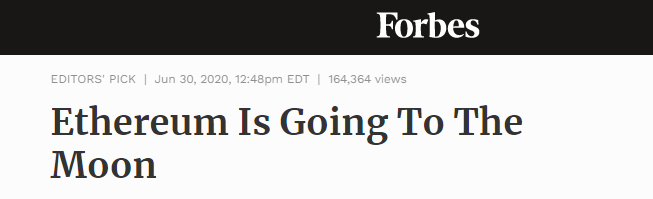 Forbes
EDITORS' PICK | Jun 30, 2020, 12:48pm EDT | 164,364 views
Ethereum Is Going To The
Moon